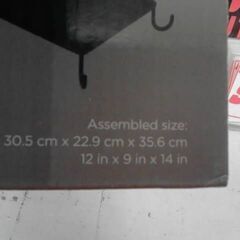 Assembled size:
30.5 cm x 22.9 cm x 35.6 cm
12 in x 9 in x 14 in